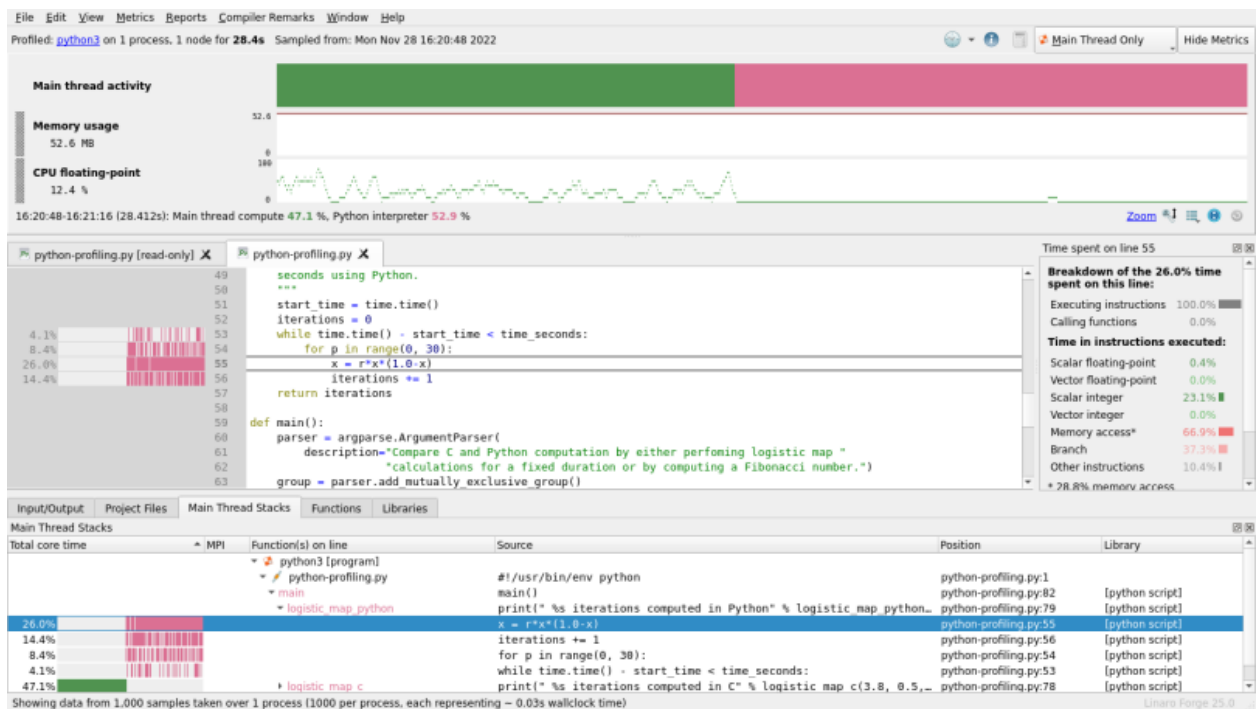 File Edit View Metrics Reports Compiler Remarks Window Help
Profiled: python3 on 1 process, 1 node for 28.4s Sampled from: Mon Nov 28 16:20:48 2022 Main Thread Only Hide Metrics
Main thread activity
Memory usage
52.6 MB
52.6
0
CPU floating-point
12.4 %
100
0
16:20:48-16:21:16 (28.412s): Main thread compute 47.1 %, Python interpreter 52.9 % Zoom
python-profiling.py [read-only] X python-profiling.py X
49 seconds using Python.
50 """
51 start_time = time.time()
52 iterations = 0
4.1% 53 while time.time() - start_time < time_seconds:
8.4% 54 for p in range(0, 30):
26.0% 55 x = r*x*(1.0-x)
14.4% 56 iterations += 1
57 return iterations
58
59 def main():
60 parser = argparse.ArgumentParser(
61 description="Compare C and Python computation by either perfoming logistic map "
62 "calculations for a fixed duration or by computing a Fibonacci number.")
63 group = parser.add_mutually_exclusive_group()
Time spent on line 55
Breakdown of the 26.0% time
spent on this line:
Executing instructions 100.0%
Calling functions 0.0%
Time in instructions executed:
Scalar floating-point 0.4%
Vector floating-point 0.0%
Scalar integer 23.1%
Vector integer 0.0%
Memory access* 66.9%
Branch 37.3%
Other instructions 10.4%
* 28.8% memory access
Input/Output Project Files Main Thread Stacks Functions Libraries
Main Thread Stacks
Total core time MPI Function(s) on line Source Position Library
python3 [program]
python-profiling.py #!/usr/bin/env python python-profiling.py:1
main main() python-profiling.py:82 [python script]
logistic_map_python print(" %s iterations computed in Python" % logistic_map_python... python-profiling.py:79 [python script]
26.0% x = r*x*(1.0-x) python-profiling.py:55 [python script]
14.4% iterations += 1 python-profiling.py:56 [python script]
8.4% for p in range(0, 30): python-profiling.py:54 [python script]
4.1% while time.time() - start_time < time_seconds: python-profiling.py:53 [python script]
47.1% logistic_map_c print(" %s iterations computed in C" % logistic_map_c(3.8, 0.5,... python-profiling.py:78 [python script]
Showing data from 1,000 samples taken over 1 process (1000 per process, each representing ~ 0.03s wallclock time) Linaro Forge 25.0